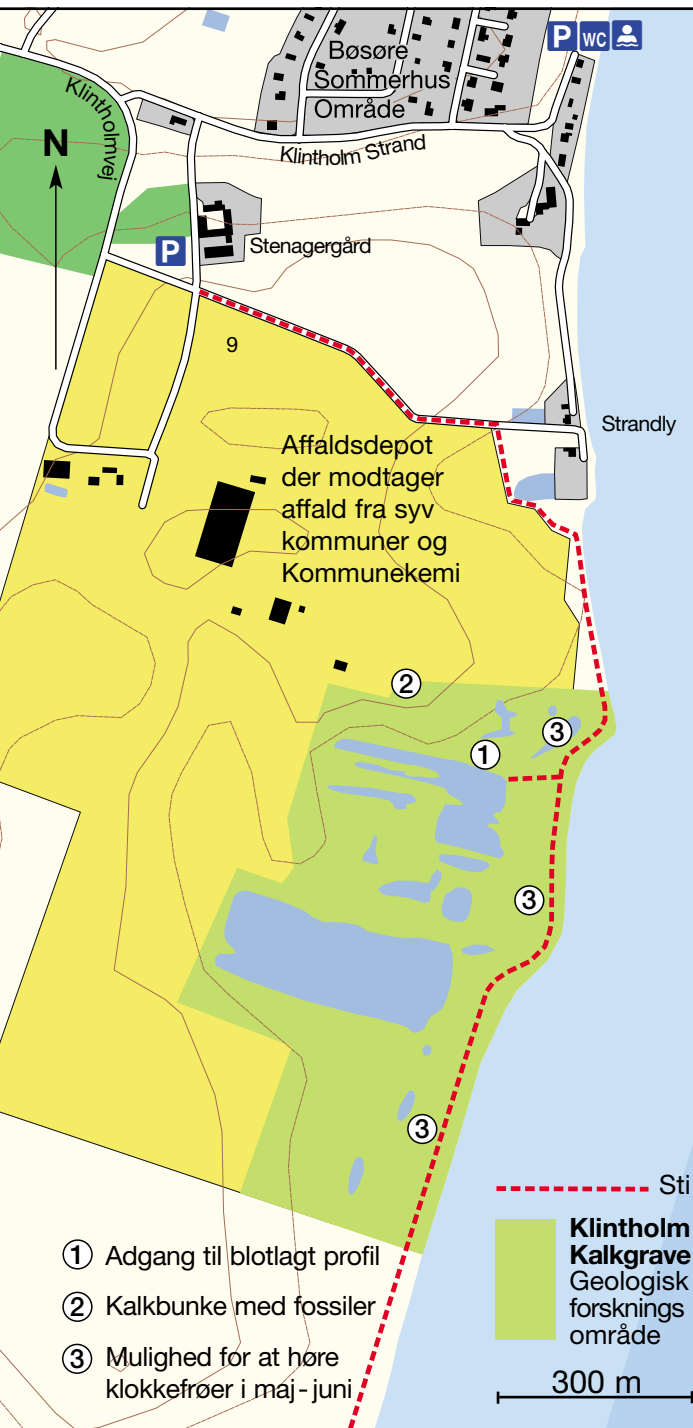 Bøsøre
Sommerhus
Område
P WC
Klintholmvej
N
Klintholm Strand
P
Stenagergård
9
Strandly
Affaldsdepot
der modtager
affald fra syv
kommuner og
Kommunekemi
2
1
3
3
3
Sti
Klintholm
Kalkgrave
Geologisk
forsknings
område
300 m
1 Adgang til blotlagt profil
2 Kalkbunke med fossiler
3 Mulighed for at høre
klokkefrøer i maj - juni